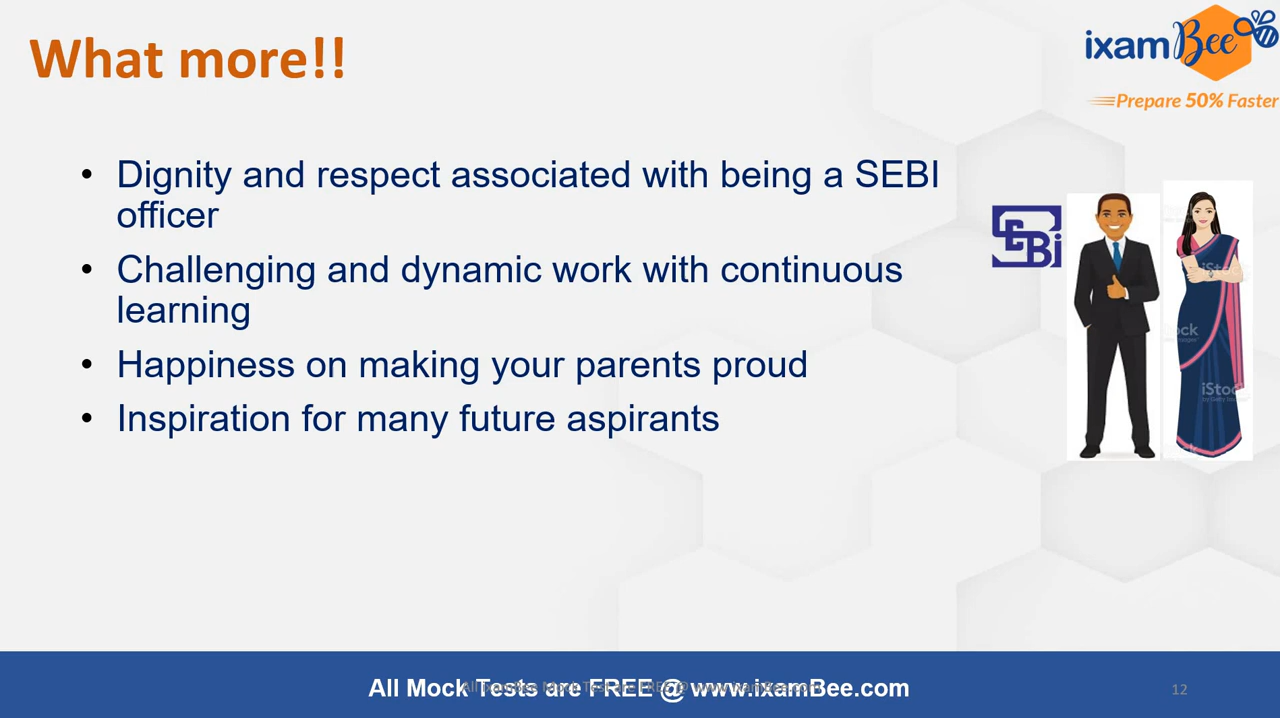 What more!!
ixamBee
Prepare 50% Faster
• Dignity and respect associated with being a SEBI
officer
• Challenging and dynamic work with continuous
learning
• Happiness on making your parents proud
• Inspiration for many future aspirants
SEBi
iStock
iStock
All Mock Tests are FREE @ www.ixamBee.com
12